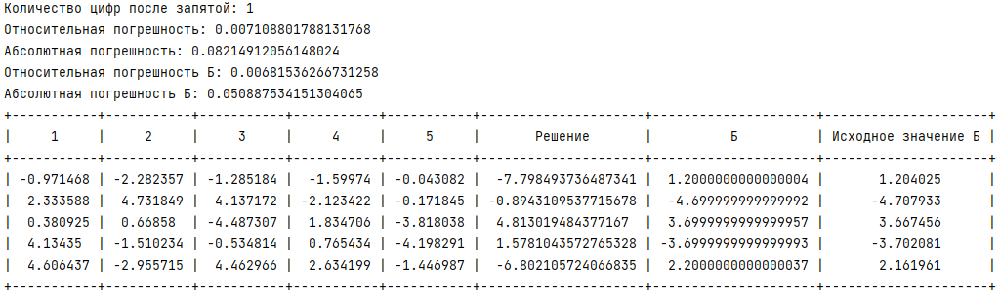 Количество цифр после запятой: 1
Относительная погрешность: 0.007108801788131768
Абсолютная погрешность: 0.08214912056148024
Относительная погрешность Б: 0.00681536266731258
Абсолютная погрешность Б: 0.050887534151304065
+-----------+-----------+-----------+-----------+-----------+---------------------+---------------------+---------------------+
| 1 | 2 | 3 | 4 | 5 | Решение | Б | Исходное значение Б |
+-----------+-----------+-----------+-----------+-----------+---------------------+---------------------+---------------------+
| -0.971468 | -2.282357 | -1.285184 | -1.59974 | -0.043082 | -7.798493736487341 | 1.2000000000000004 | 1.204025 |
| 2.333588 | 4.731849 | 4.137172 | -2.123422 | -0.171845 | -0.8943109537715678 | -4.699999999999992 | -4.707933 |
| 0.380925 | 0.66858 | -4.487307 | 1.834706 | -3.818038 | 4.813019484377167 | 3.6999999999999957 | 3.667456 |
| 4.13435 | -1.510234 | -0.534814 | 0.765434 | -4.198291 | 1.5781043572765328 | -3.6999999999999993 | -3.702081 |
| 4.606437 | -2.955715 | 4.462966 | 2.634199 | -1.446987 | -6.802105724066835 | 2.2000000000000037 | 2.161961 |
+-----------+-----------+-----------+-----------+-----------+---------------------+---------------------+---------------------+